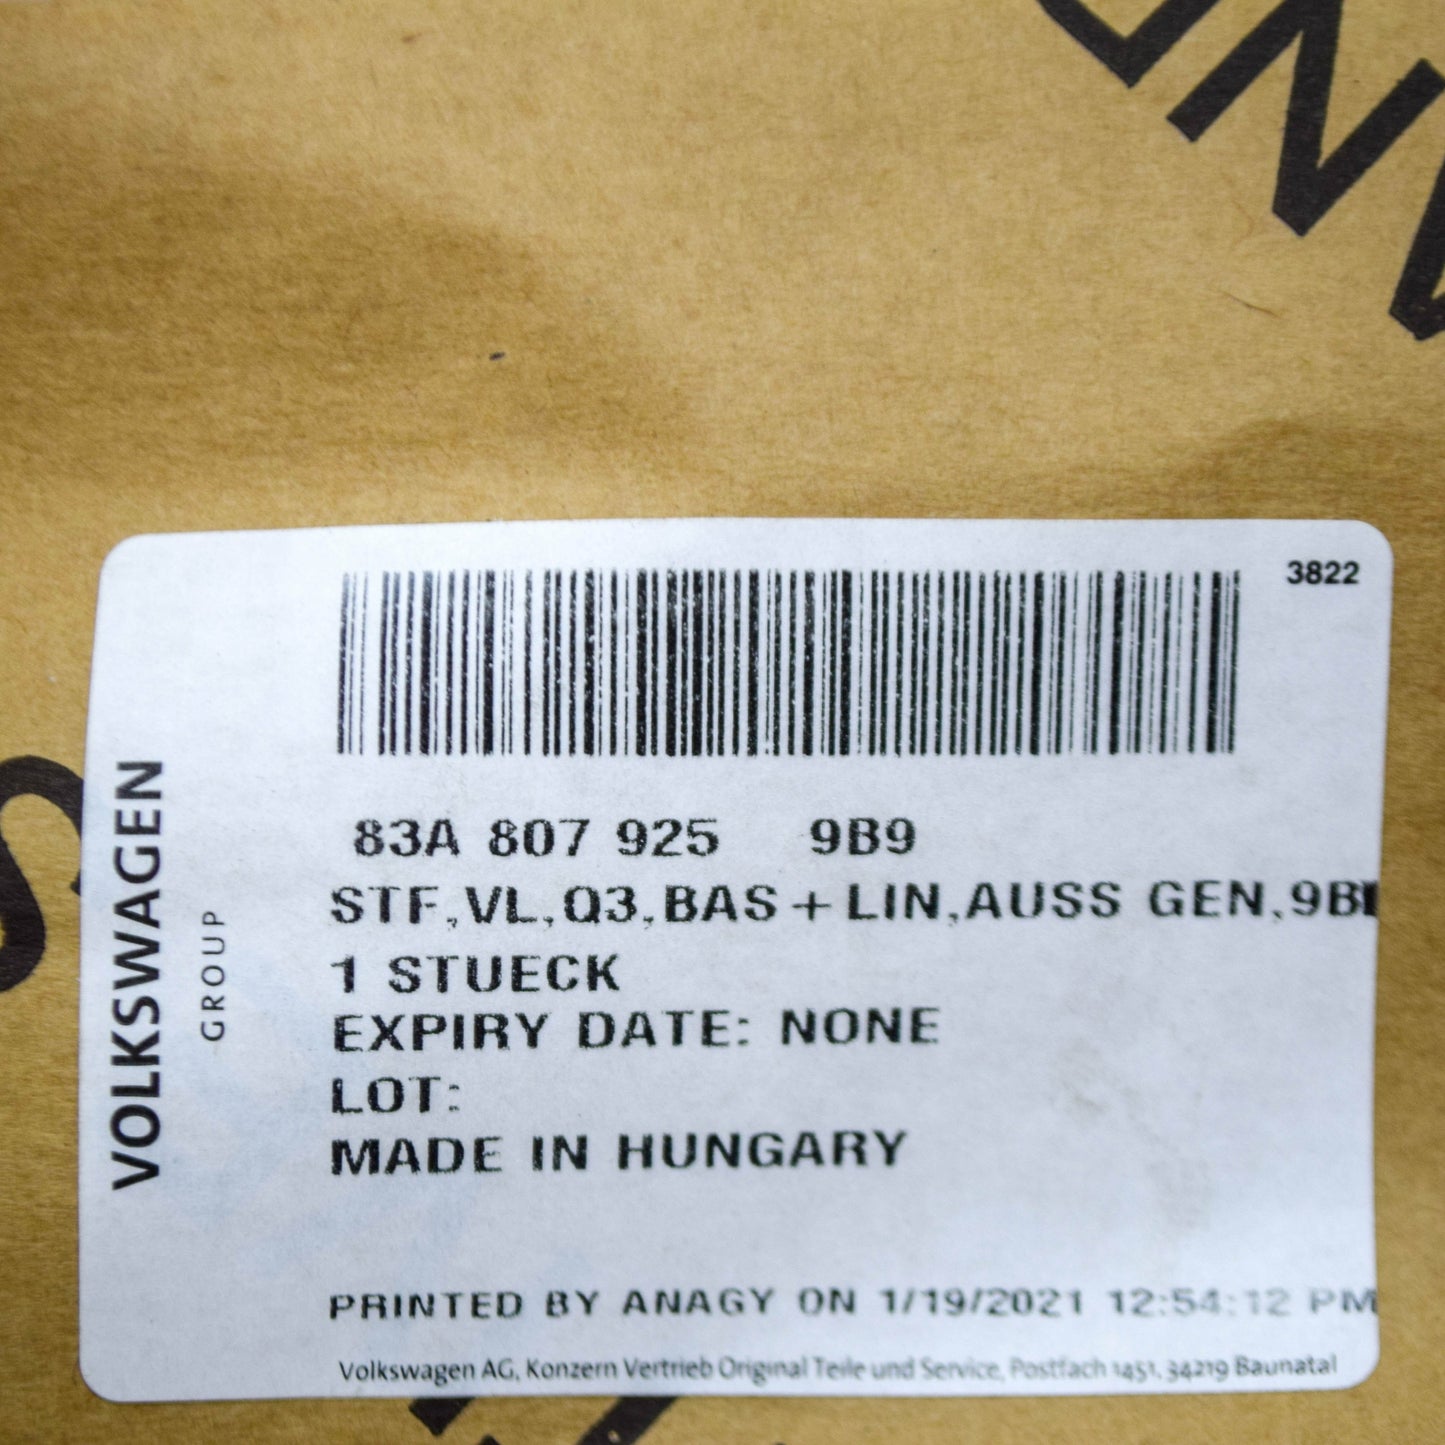 3822
83A 807 925 9B9
STF,VL,Q3,BAS+LIN,AUSS GEN,9B
1 STUECK
EXPIRY DATE: NONE
LOT:
MADE IN HUNGARY
PRINTED BY ANAGY ON 1/19/2021 12:54:12 PM
Volkswagen AG, Konzern Vertrieb Original Teile und Service, Postfach 1451, 34219 Baunatal
VOLKSWAGEN
GROUP